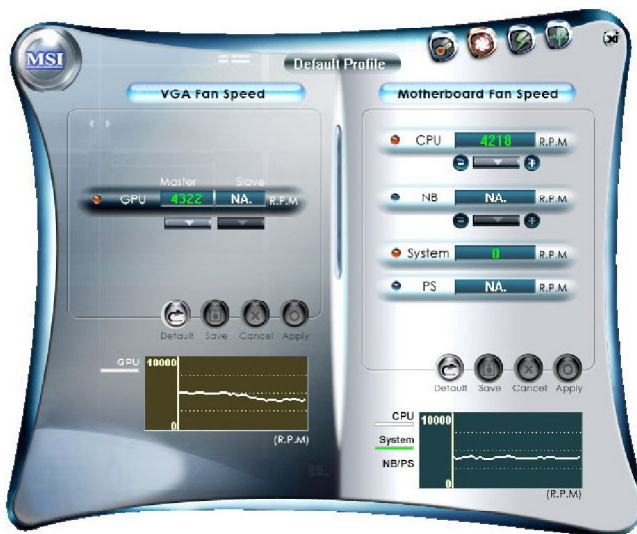 MSI
Default Profile
VGA Fan Speed
Master Slave
GPU 4322 NA. R.P.M
Default Save Cancel Apply
GPU
10000
0
(R.P.M)
Motherboard Fan Speed
CPU 4218 R.P.M
NB NA. R.P.M
System 0 R.P.M
PS NA. R.P.M
Default Save Cancel Apply
CPU
System
NB/PS
10000
0
(R.P.M)